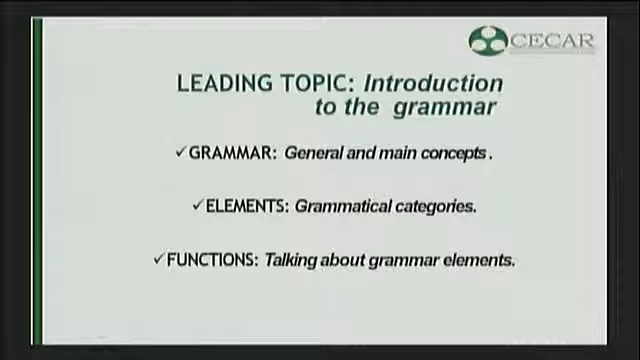 CECAR
LEADING TOPIC: Introduction
to the grammar
✓GRAMMAR: General and main concepts.
✓ELEMENTS: Grammatical categories.
✓FUNCTIONS: Talking about grammar elements.